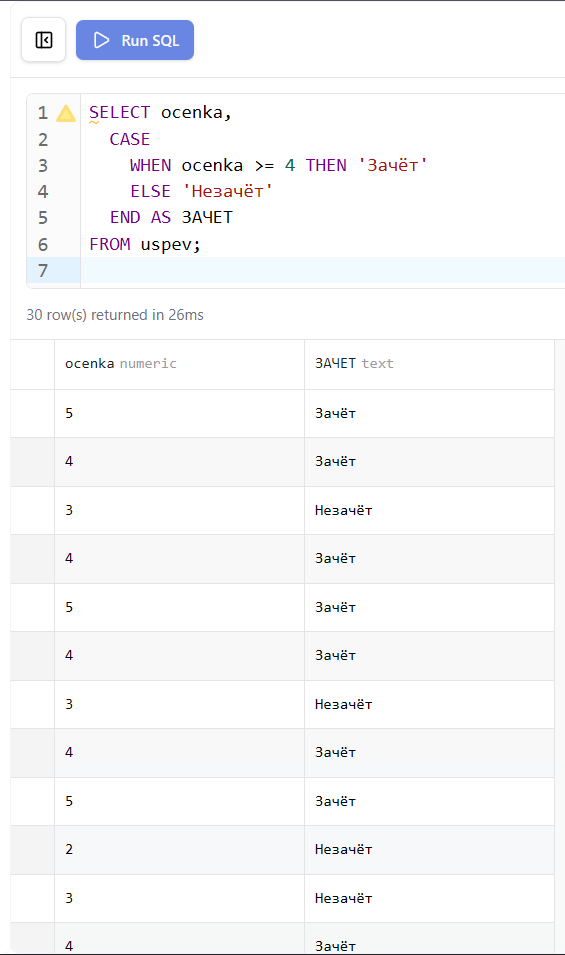 Run SQL
1 SELECT ocenka,
2 CASE
3 WHEN ocenka >= 4 THEN 'Зачёт'
4 ELSE 'Незачёт'
5 END AS ЗАЧЕТ
6 FROM uspev;
7
30 row(s) returned in 26ms
ocenka numeric ЗАЧЕТ text
5 Зачёт
4 Зачёт
3 Незачёт
4 Зачёт
5 Зачёт
4 Зачёт
3 Незачёт
4 Зачёт
5 Зачёт
2 Незачёт
3 Незачёт
4 Зачёт